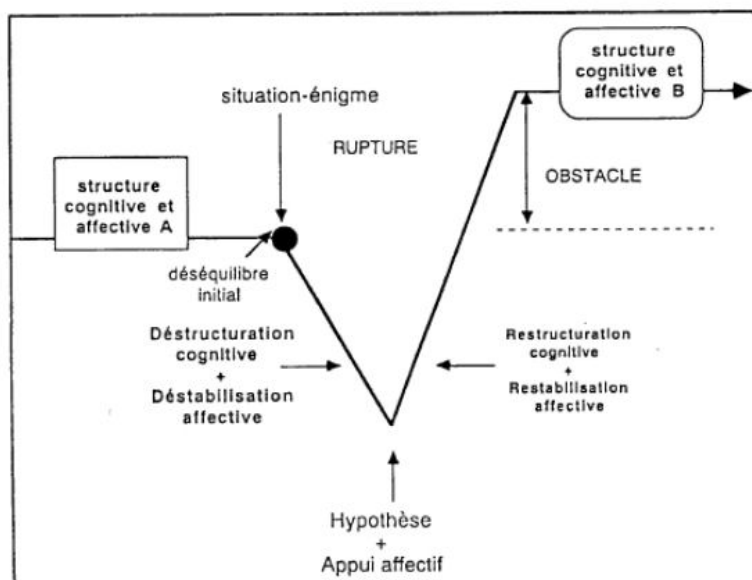 structure
cognitive et
affective B
situation-énigme
RUPTURE
OBSTACLE
structure
cognitive et
affective A
déséquilibre
initial
Déstructuration
cognitive
+
Déstabilisation
affective
Restructuration
cognitive
+
Restabilisation
affective
Hypothèse
+
Appui affectif